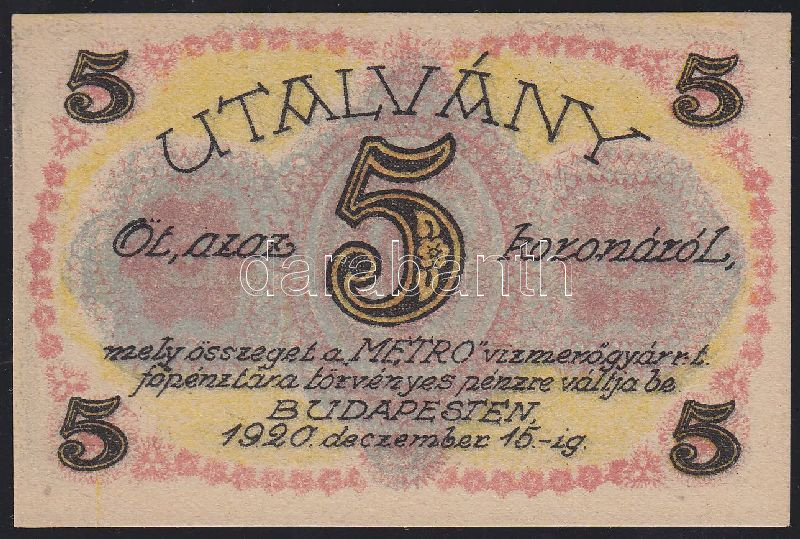 5 5
UTALVÁNY
Öt, azaz 5 koronáról,
darabanth
mely összeget a „METRO” vizmérőgyár r.t.
főpénztára törvényes pénzre váltja be
BUDAPESTEN
1920. deczember 15.-ig.
5 5